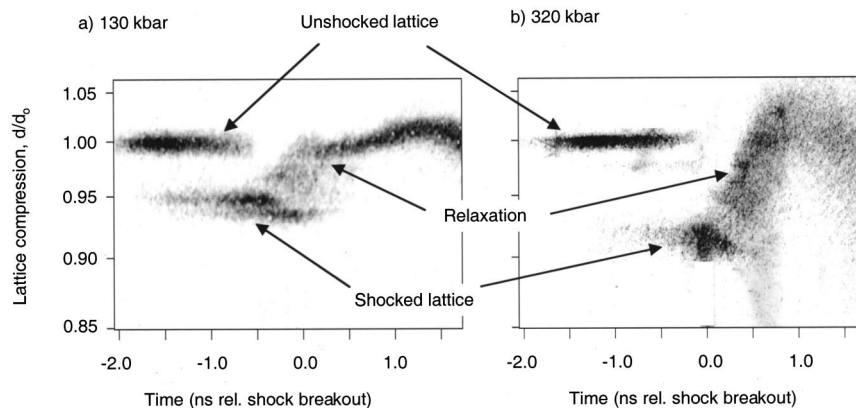 a) 130 kbar
Unshocked lattice
b) 320 kbar
1.05
1.00
0.95
0.90
0.85
Lattice compression, d/dₒ
Relaxation
Shocked lattice
-2.0
-1.0
0.0
1.0
-2.0
-1.0
0.0
1.0
Time (ns rel. shock breakout)
Time (ns rel. shock breakout)